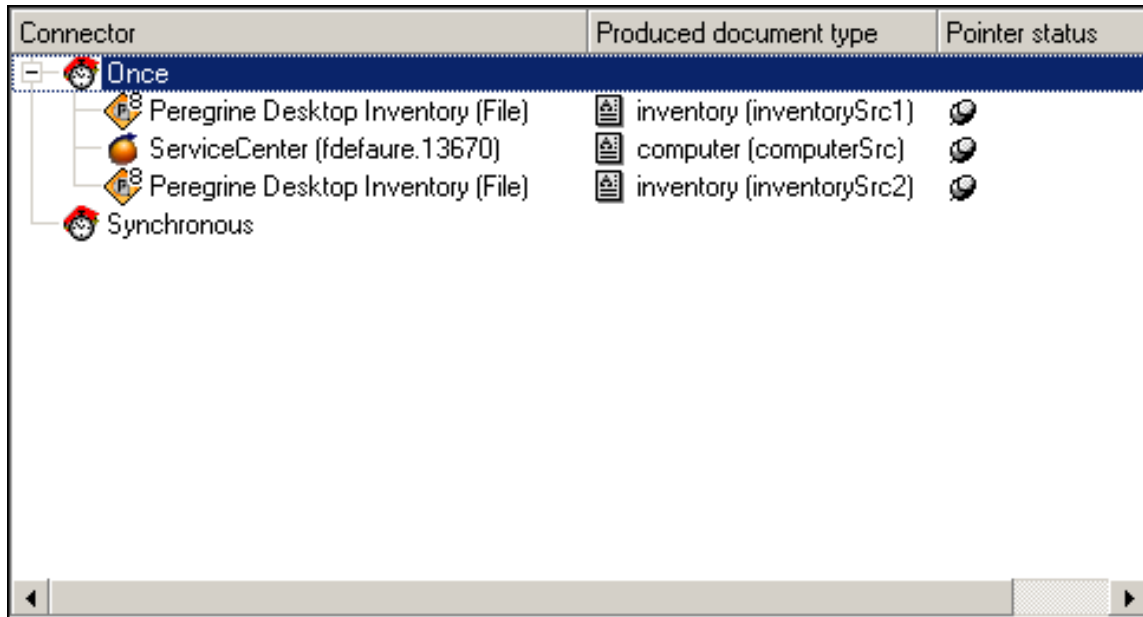 Connector Produced document type Pointer status
Once
Peregrine Desktop Inventory (File) inventory (inventorySrc1)
ServiceCenter (fdefaure.13670) computer (computerSrc)
Peregrine Desktop Inventory (File) inventory (inventorySrc2)
Synchronous